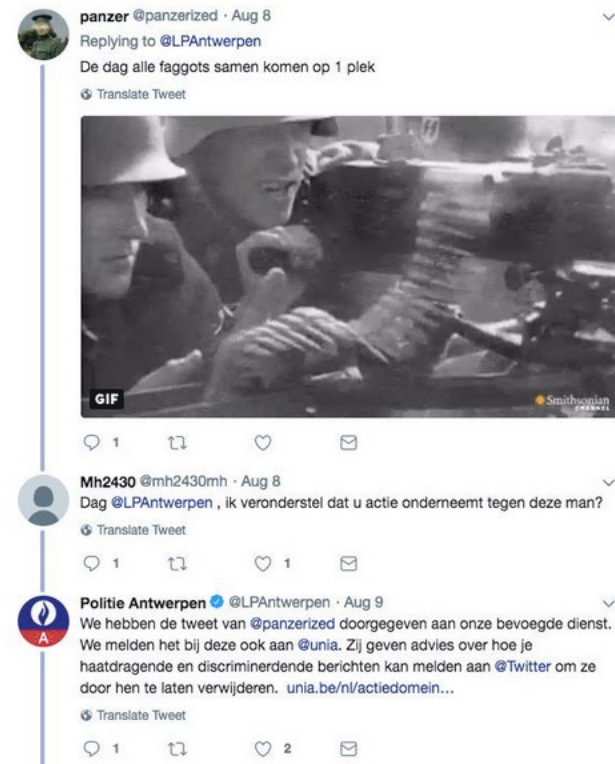 panzer @panzerized · Aug 8
Replying to @LPAntwerpen
De dag alle faggots samen komen op 1 plek
Translate Tweet
GIF
Smithsonian
CHANNEL
1
Mh2430 @mh2430mh · Aug 8
Dag @LPAntwerpen , ik veronderstel dat u actie onderneemt tegen deze man?
Translate Tweet
1 1
A
Politie Antwerpen @LPAntwerpen · Aug 9
We hebben de tweet van @panzerized doorgegeven aan onze bevoegde dienst.
We melden het bij deze ook aan @unia. Zij geven advies over hoe je
haatdragende en discriminerdende berichten kan melden aan @Twitter om ze
door hen te laten verwijderen. unia.be/nl/actiedomein...
Translate Tweet
1 2